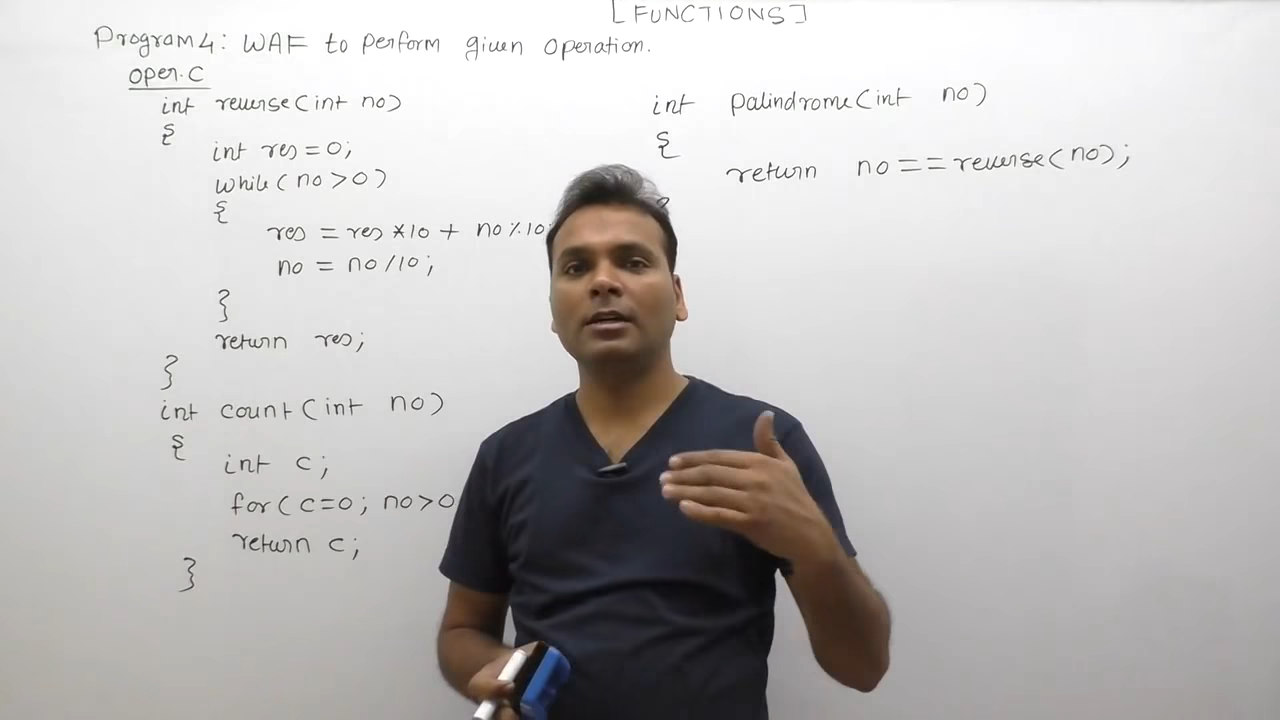 [FUNCTIONS]
Program 4: WAF to perform given operation.
oper.c
int reverse(int no)
{
int res=0;
while(no>0)
{
res = res*10 + no%10;
no = no/10;
}
return res;
}
int count(int no)
{
int c;
for(c=0; no>0
return c;
}
int palindrome(int no)
{
return no==reverse(no);